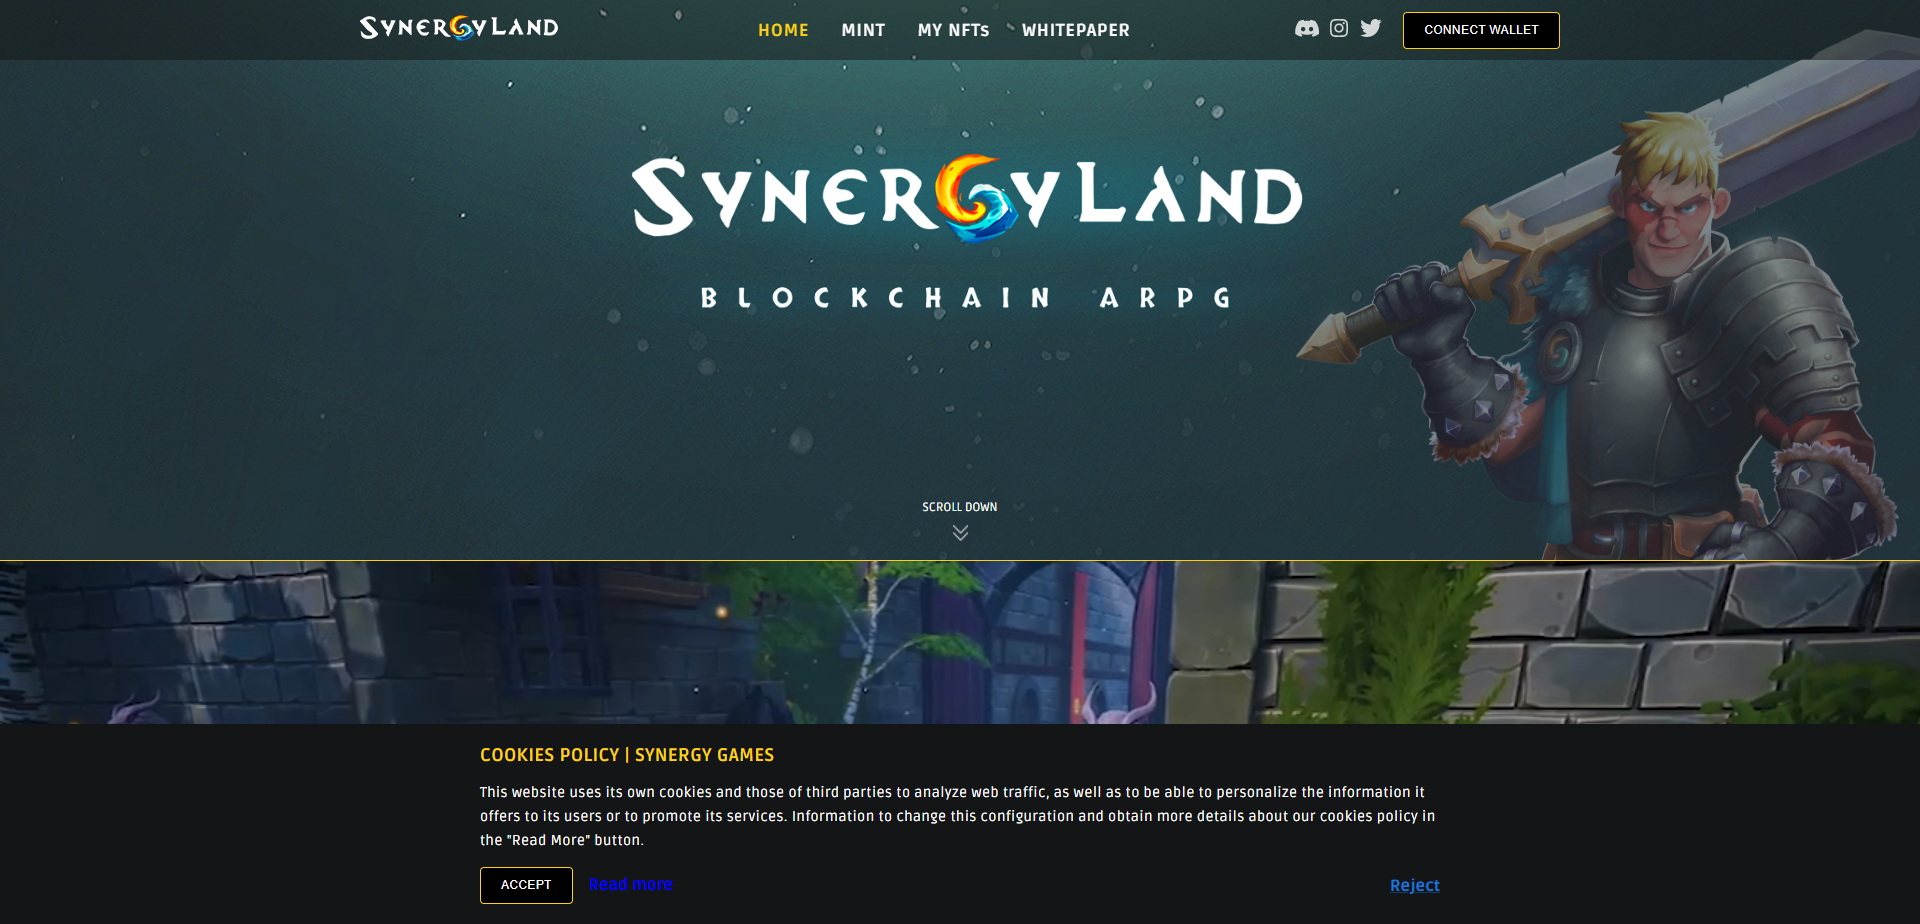 SYNERGYLAND
HOME MINT MY NFTs WHITEPAPER
CONNECT WALLET
SYNERGYLAND
BLOCKCHAIN ARPG
SCROLL DOWN
COOKIES POLICY | SYNERGY GAMES
This website uses its own cookies and those of third parties to analyze web traffic, as well as to be able to personalize the information it
offers to its users or to promote its services. Information to change this configuration and obtain more details about our cookies policy in
the "Read More" button.
ACCEPT Read more Reject